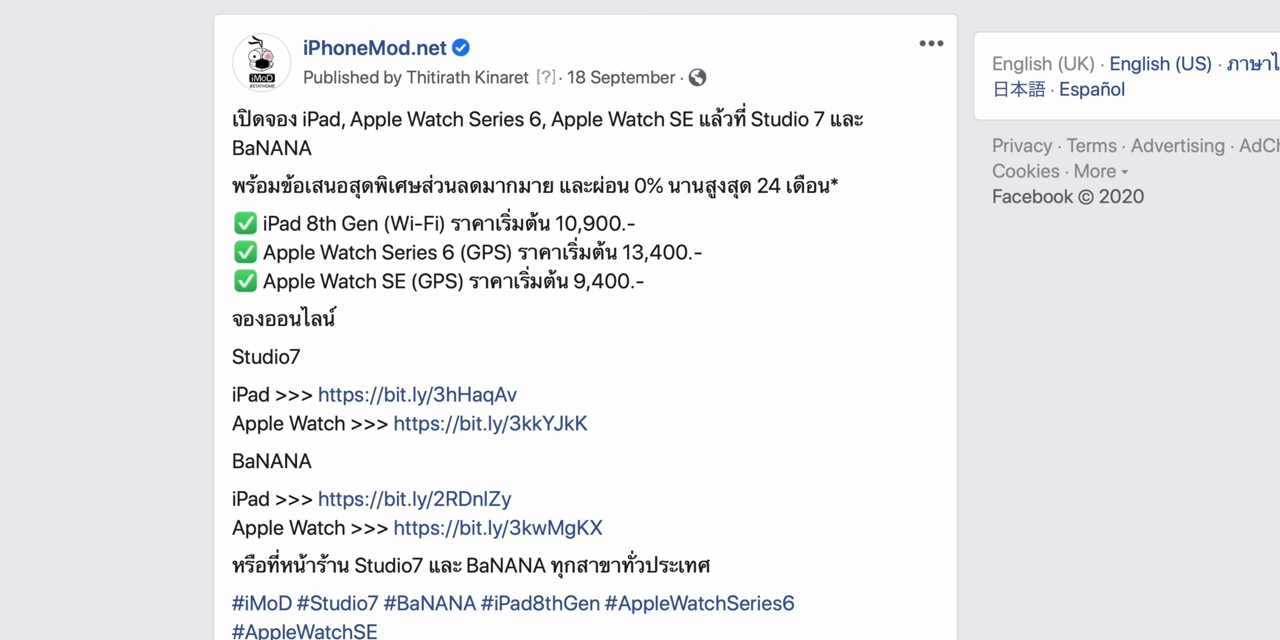 iPhoneMod.net
Published by Thitirath Kinaret [?] · 18 September ·
เปิดจอง iPad, Apple Watch Series 6, Apple Watch SE แล้วที่ Studio 7 และ
BaNANA
พร้อมข้อเสนอสุดพิเศษส่วนลดมากมาย และผ่อน 0% นานสูงสุด 24 เดือน*
✅ iPad 8th Gen (Wi-Fi) ราคาเริ่มต้น 10,900.-
✅ Apple Watch Series 6 (GPS) ราคาเริ่มต้น 13,400.-
✅ Apple Watch SE (GPS) ราคาเริ่มต้น 9,400.-
จองออนไลน์
Studio7
iPad >>> https://bit.ly/3hHaqAv
Apple Watch >>> https://bit.ly/3kkYJkK
BaNANA
iPad >>> https://bit.ly/2RDnlZy
Apple Watch >>> https://bit.ly/3kwMgKX
หรือที่หน้าร้าน Studio7 และ BaNANA ทุกสาขาทั่วประเทศ
#iMoD #Studio7 #BaNANA #iPad8thGen #AppleWatchSeries6
#AppleWatchSE
iMoD
#STAYHOME
English (UK) · English (US) · ภาษาไ
日本語 · Español
Privacy · Terms · Advertising · AdCh
Cookies · More
Facebook © 2020